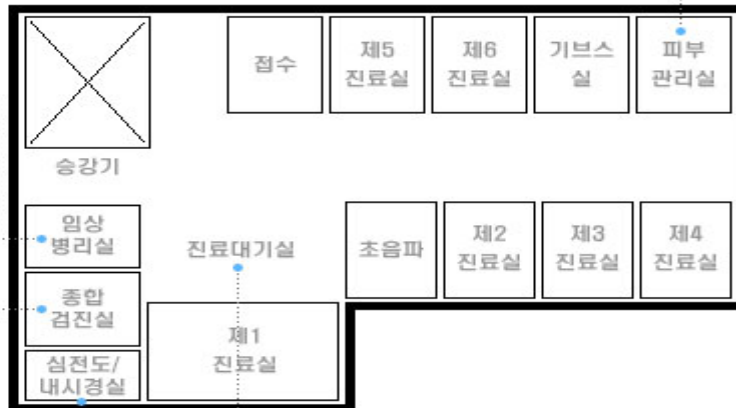 접수
제5
진료실
제6
진료실
기브스
실
피부
관리실
승강기
임상
병리실
진료대기실
초음파
제2
진료실
제3
진료실
제4
진료실
종합
검진실
제1
진료실
심전도/
내시경실